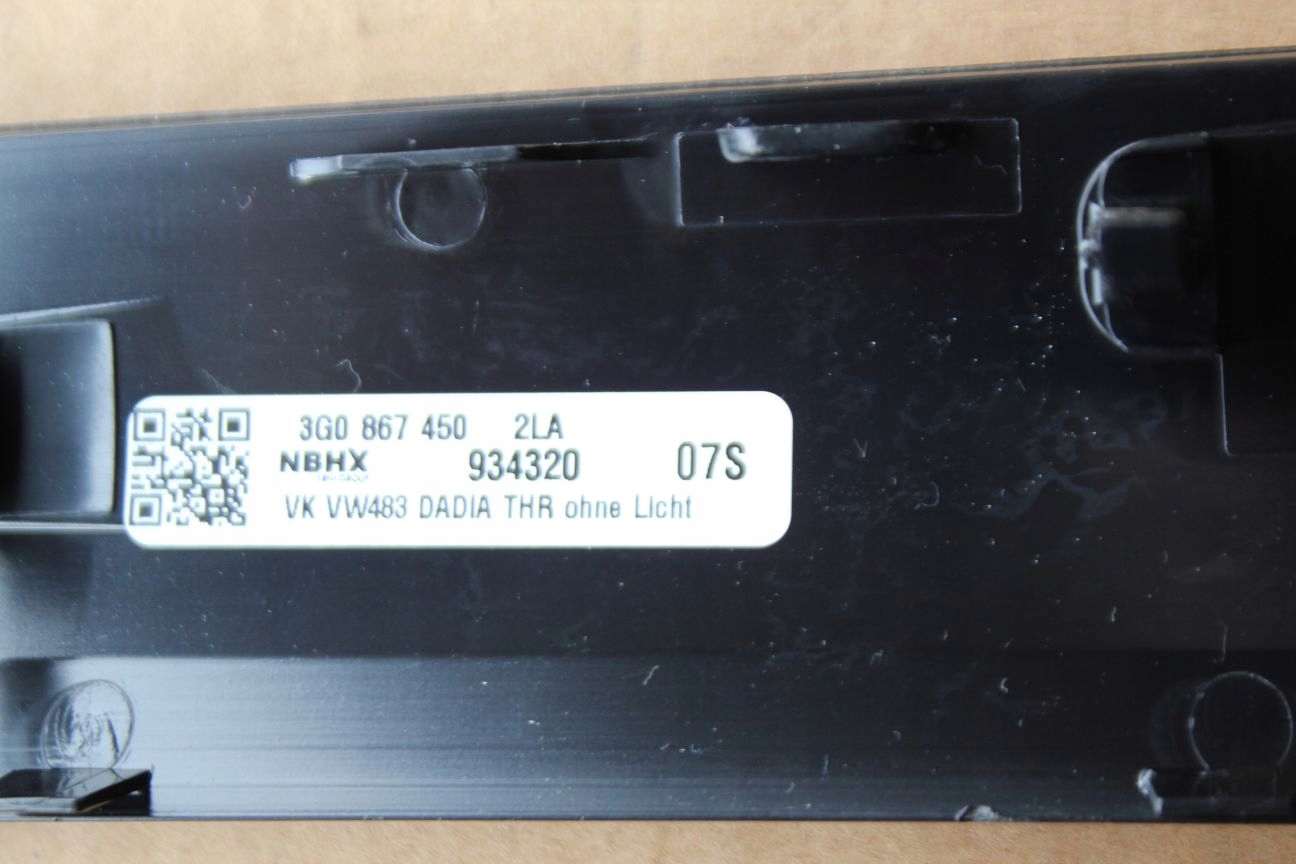 3G0 867 450 2LA
NBHX 934320 07S
VK VW483 DADIA THR ohne Licht